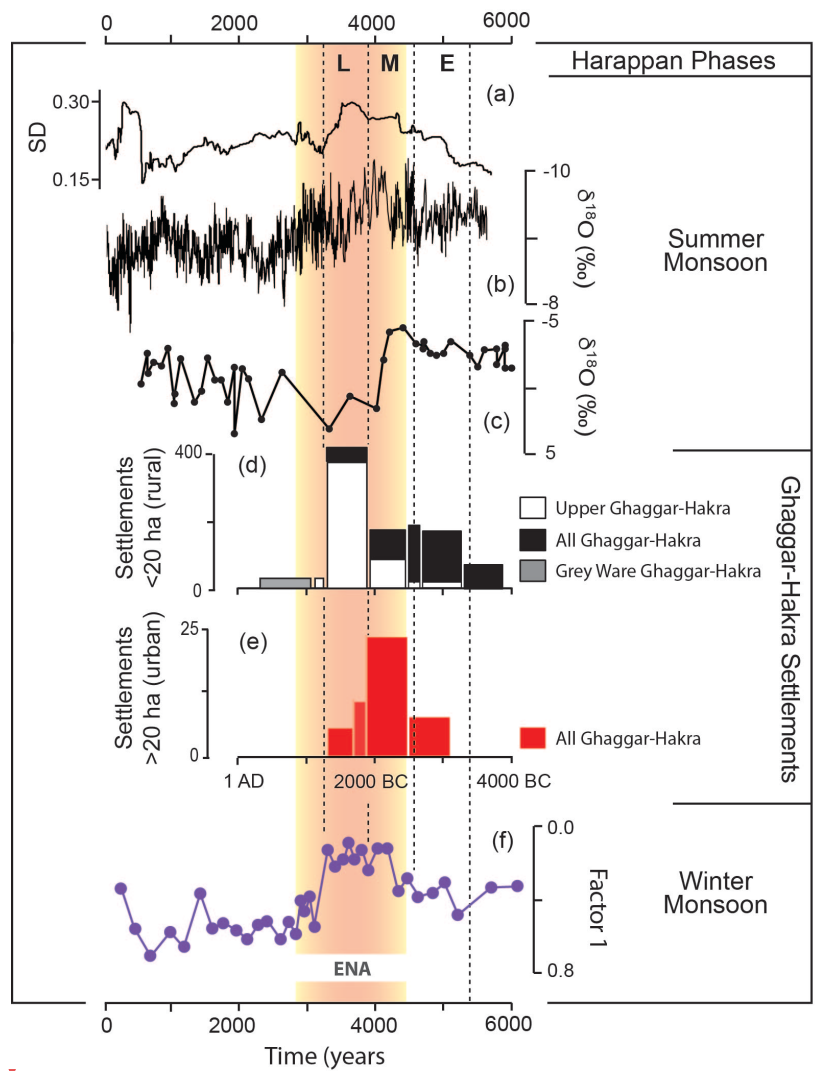 0 2000 4000 6000
L M E Harappan Phases
(a)
0.30
SD
0.15
-10
δ18O (‰)
Summer
Monsoon
(b)
-8
-5
δ18O (‰)
(c)
5
400
(d)
Settlements
<20 ha (rural)
0
Upper Ghaggar-Hakra
All Ghaggar-Hakra
Grey Ware Ghaggar-Hakra
Ghaggar-Hakra Settlements
25
(e)
Settlements
>20 ha (urban)
0
All Ghaggar-Hakra
1 AD 2000 BC 4000 BC
0.0
(f)
Factor 1
Winter
Monsoon
ENA
0.8
0 2000 4000 6000
Time (years